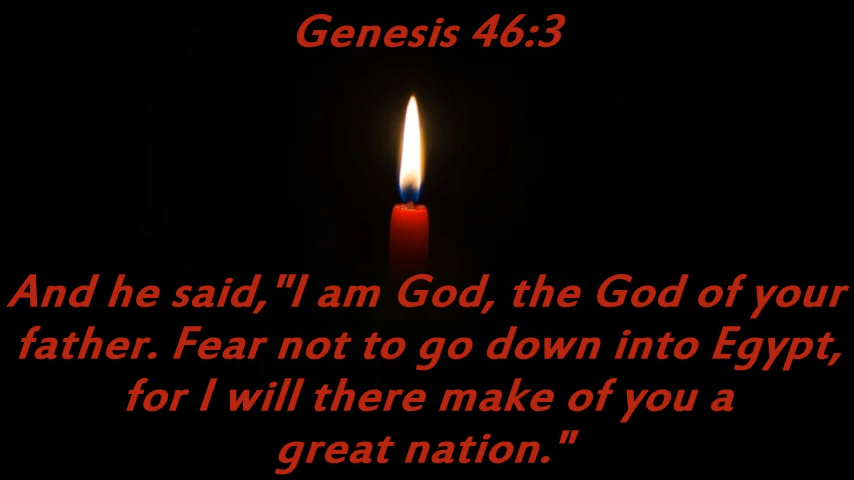 Genesis 46:3
And he said,"I am God, the God of your
father. Fear not to go down into Egypt,
for I will there make of you a
great nation."